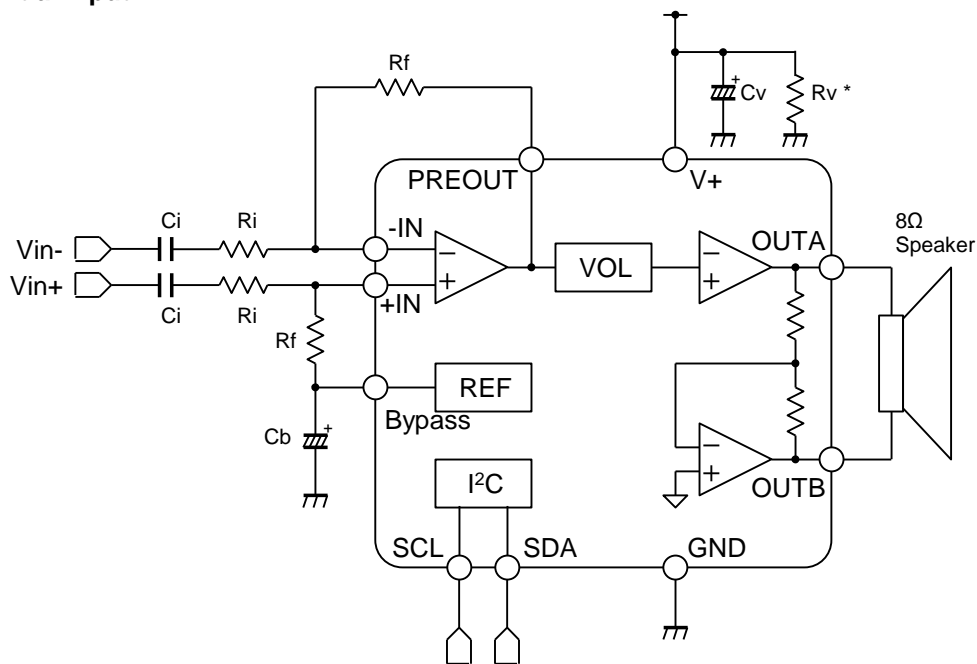 Rf
Cv
+
Rv *
PREOUT
V+
Ci
Ri
-IN
Vin-
8Ω
Speaker
OUTA
VOL
Vin+
+IN
Ci
Ri
Rf
REF
Bypass
Cb
+
I²C
OUTB
SCL
SDA
GND